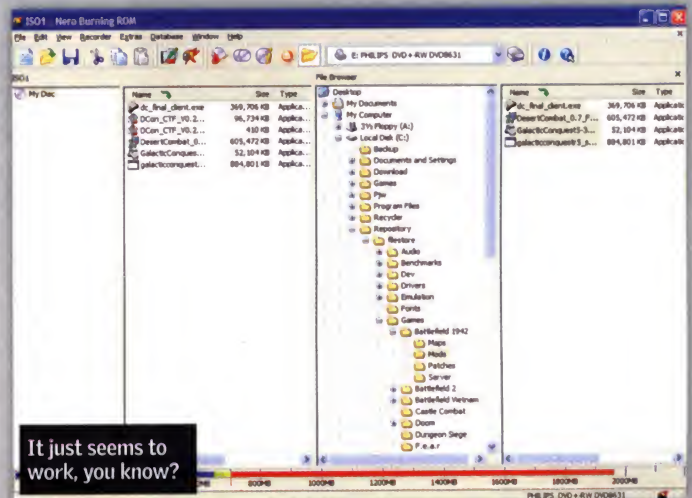 ISO1 - Nero Burning ROM
File Edit View Recorder Extras Database Window Help
E: PHILIPS DVD+-RW DVD8631
ISO1
File Browser
My Disc
Name Size Type
dc_final_client.exe 369,706 KB Applica...
DCon_CTF_V0.2... 96,734 KB Applica...
DCon_CTF_V0.2... 410 KB Applica...
DesertCombat_0... 605,472 KB Applica...
GalacticConques... 52,104 KB Applica...
galacticconquest... 884,801 KB Applica...
Desktop
My Documents
My Computer
3½ Floppy (A:)
Local Disk (C:)
Backup
Documents and Settings
Download
Games
Program Files
Recycler
Repository
Restore
Audio
Benchmarks
Dev
Drivers
Emulation
Fonts
Games
Battlefield 1942
Maps
Mods
Patches
Server
Battlefield 2
Battlefield Vietnam
Castle Combat
Doom
Dungeon Siege
F.e.a.r
Name Size Type
dc_final_client.exe 369,706 KB Applicatic
DesertCombat_0.7_F... 605,472 KB Applicatic
GalacticConquest5-3... 52,104 KB Applicatic
galacticconquestr5_s... 884,801 KB Applicatic
It just seems to
work, you know?
MB 600MB 800MB 1000MB 1200MB 1400MB 1600MB 1800MB 2000MB
PHILIPS DVD+-RW DVD8631